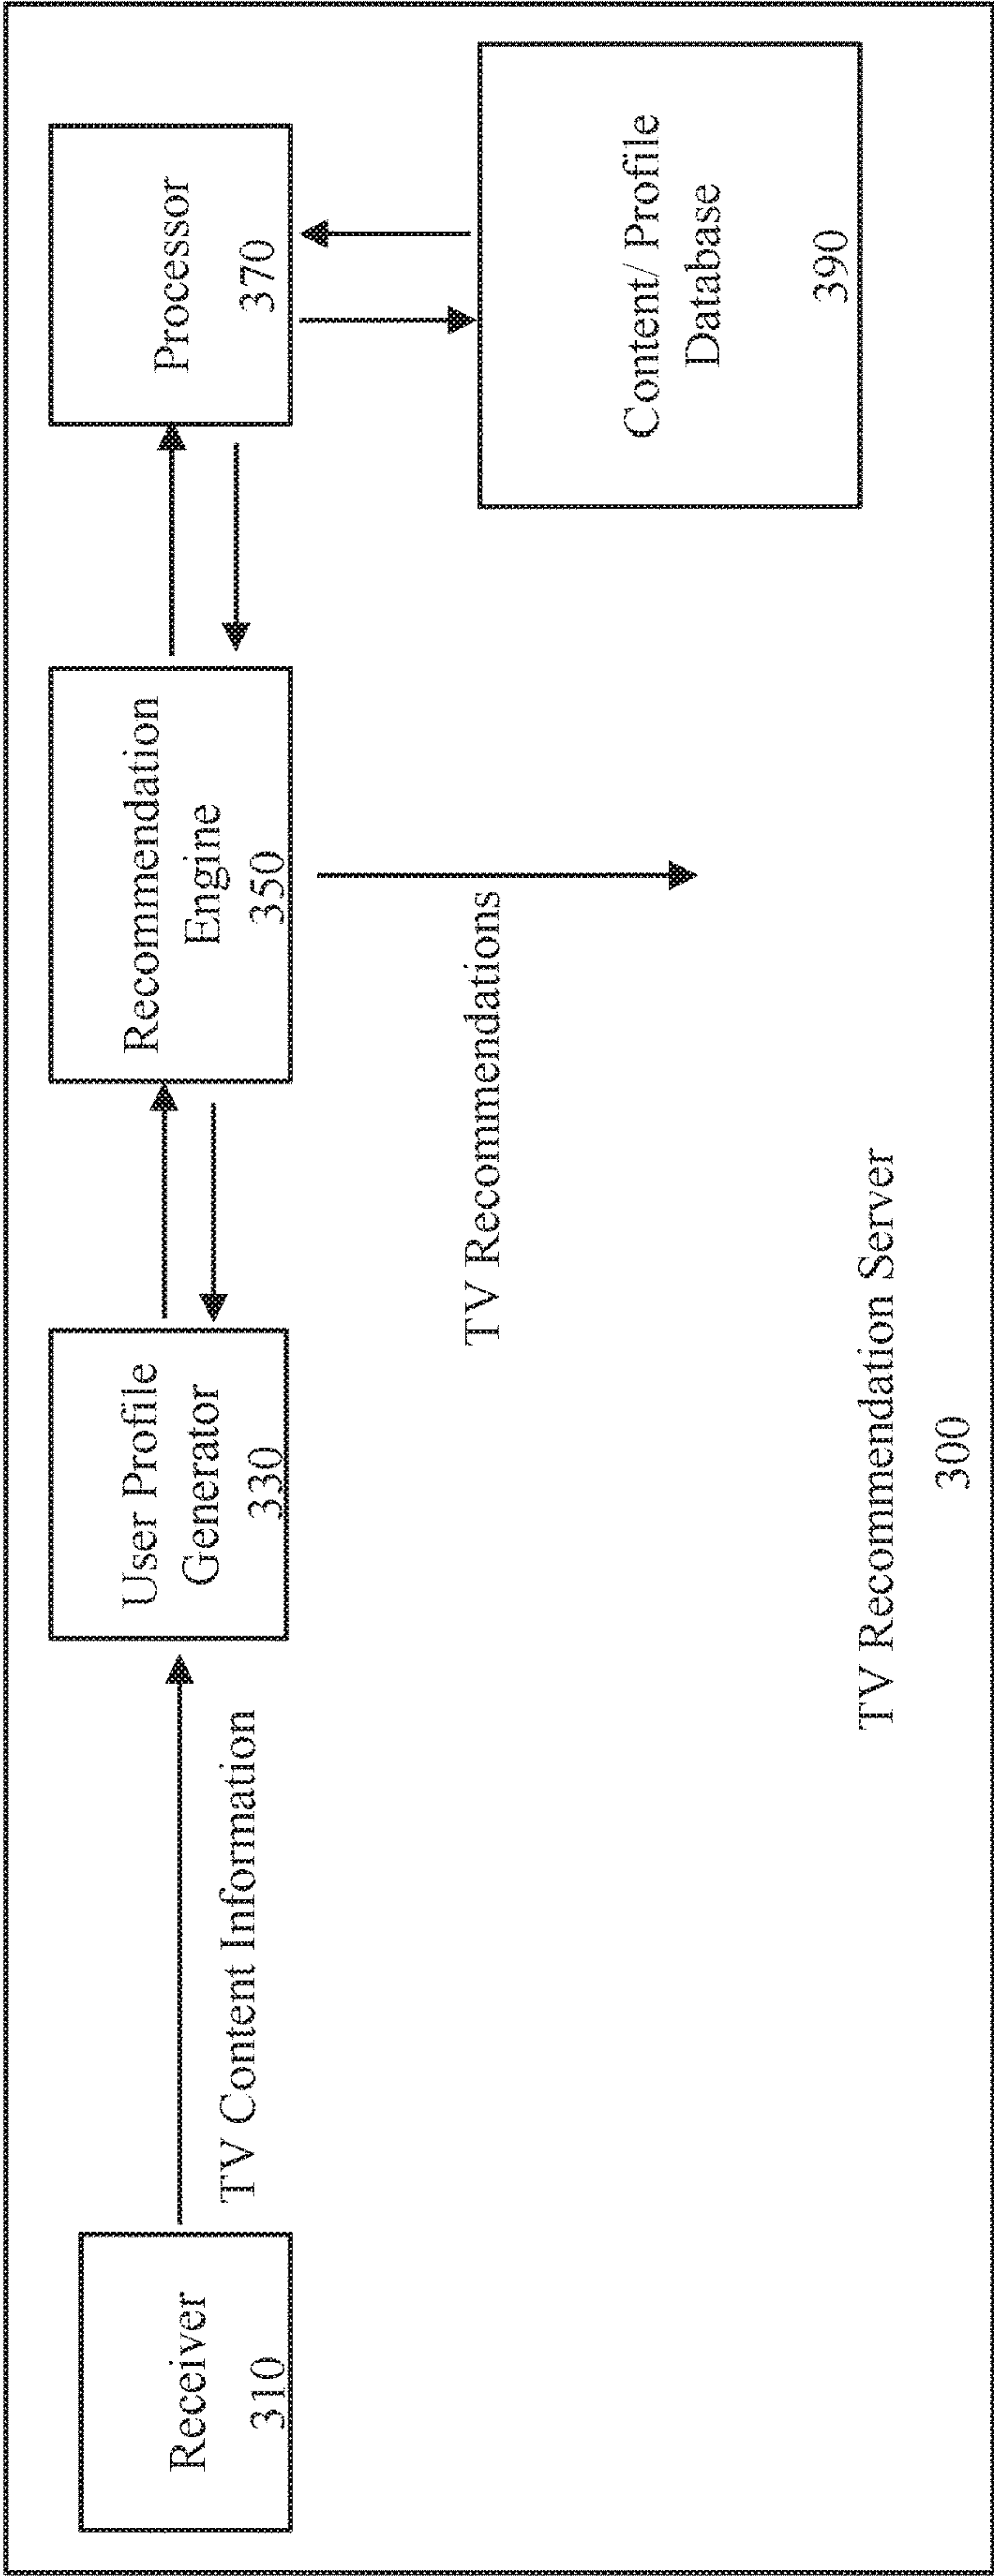 Receiver
310
TV Content Information
User Profile
Generator
330
TV Recommendations
Recommendation
Engine
350
Processor
370
Content/ Profile
Database
390
TV Recommendation Server
300